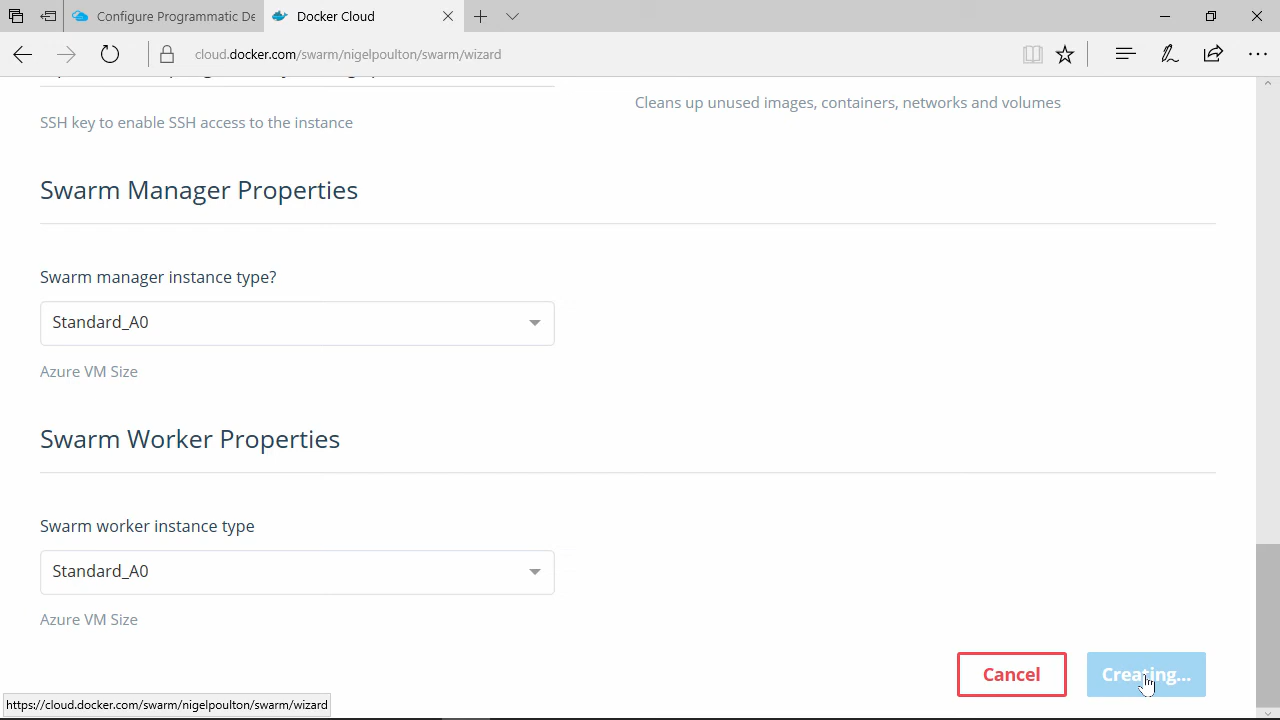 Configure Programmatic De
Docker Cloud
cloud.docker.com/swarm/nigelpoulton/swarm/wizard
SSH key to enable SSH access to the instance
Cleans up unused images, containers, networks and volumes
Swarm Manager Properties
Swarm manager instance type?
Standard_A0
Azure VM Size
Swarm Worker Properties
Swarm worker instance type
Standard_A0
Azure VM Size
Cancel
Creating...
https://cloud.docker.com/swarm/nigelpoulton/swarm/wizard